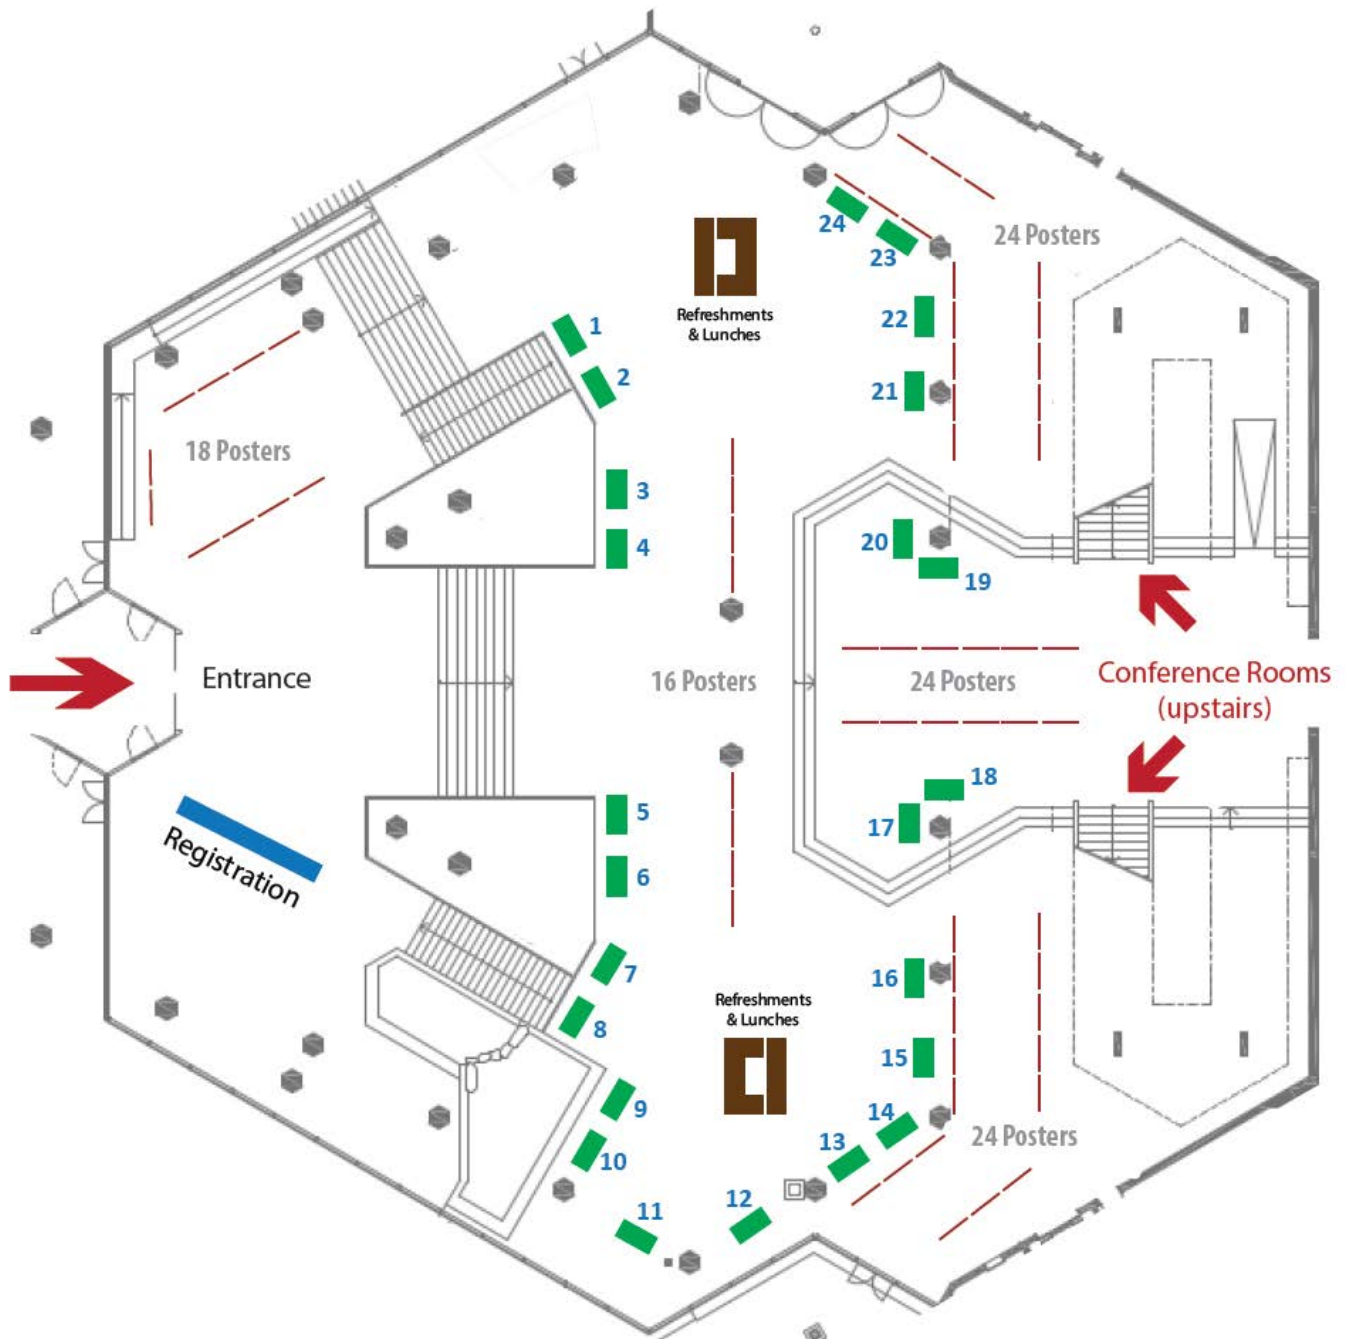 24
23
24 Posters
Refreshments
& Lunches
22
1
2
21
18 Posters
3
4
20
19
Entrance
16 Posters
24 Posters
Conference Rooms
(upstairs)
18
5
17
Registration
6
7
16
8
Refreshments
& Lunches
15
9
14
24 Posters
13
10
12
11